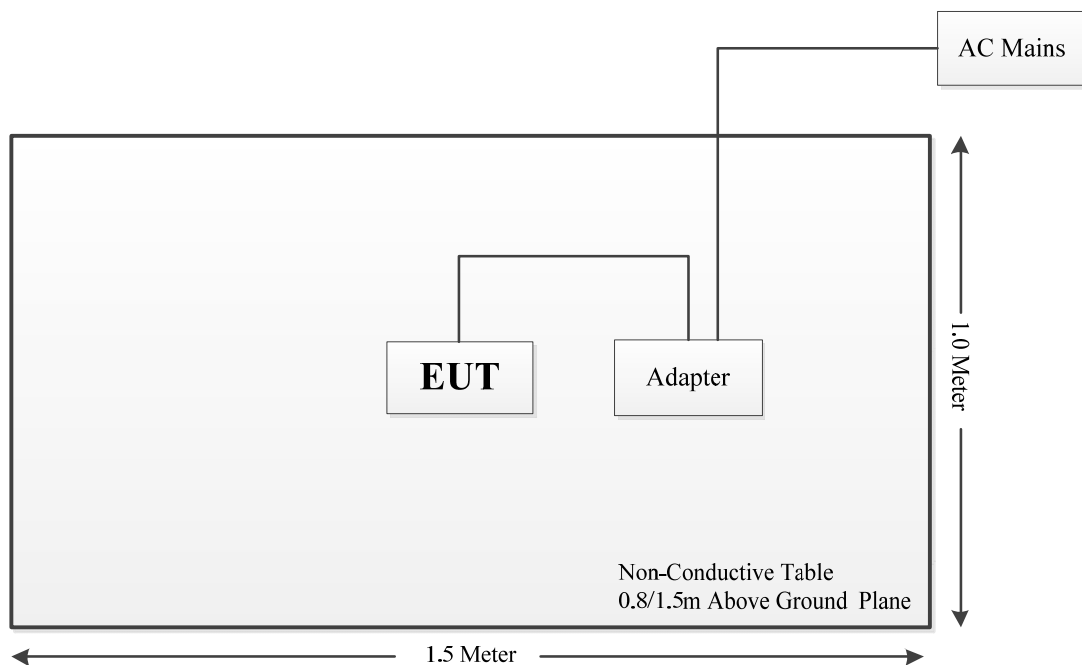 AC Mains
EUT
Adapter
1.0 Meter
Non-Conductive Table
0.8/1.5m Above Ground Plane
1.5 Meter